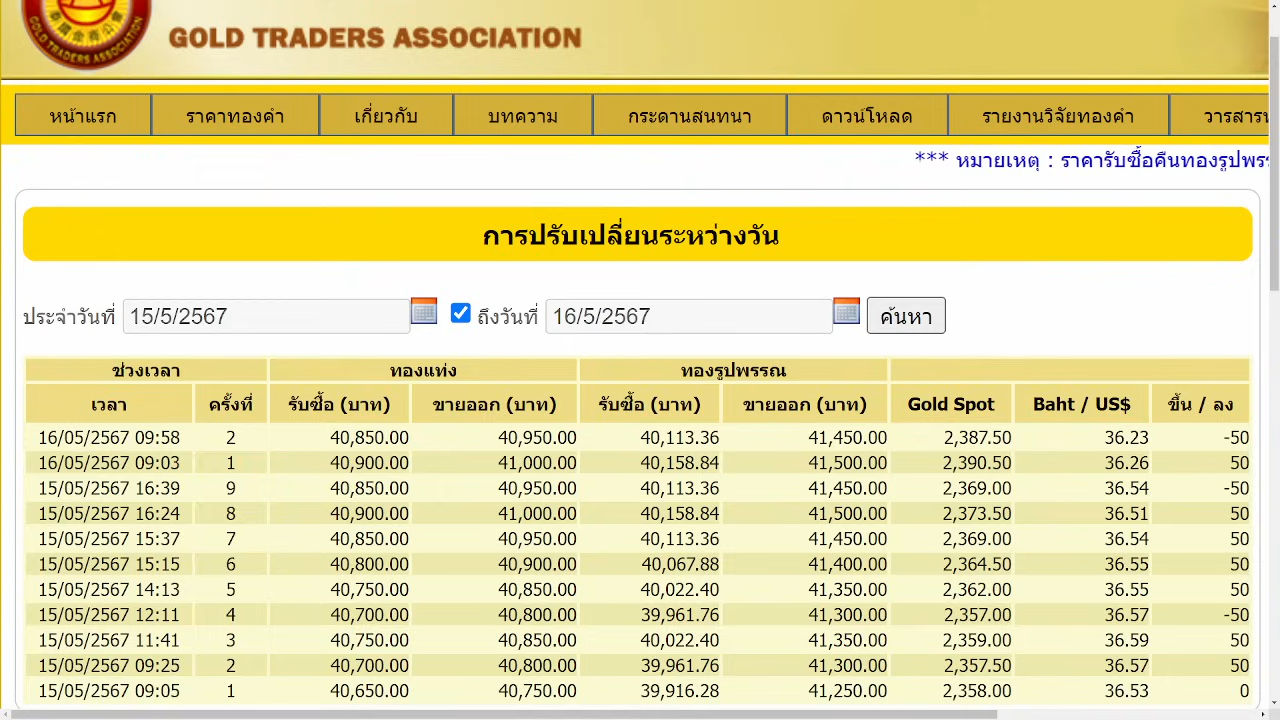 GOLD TRADERS ASSOCIATION
GOLD TRADERS ASSOCIATION
หน้าแรก ราคาทองคำ เกี่ยวกับ บทความ กระดานสนทนา ดาวน์โหลด รายงานวิจัยทองคำ วารสาร
*** หมายเหตุ : ราคารับซื้อคืนทองรูปพรร
การปรับเปลี่ยนระหว่างวัน
ประจำวันที่ 15/5/2567 ถึงวันที่ 16/5/2567 ค้นหา
ช่วงเวลา ทองแท่ง ทองรูปพรรณ
เวลา ครั้งที่ รับซื้อ (บาท) ขายออก (บาท) รับซื้อ (บาท) ขายออก (บาท) Gold Spot Baht / US$ ขึ้น / ลง
16/05/2567 09:58 2 40,850.00 40,950.00 40,113.36 41,450.00 2,387.50 36.23 -50
16/05/2567 09:03 1 40,900.00 41,000.00 40,158.84 41,500.00 2,390.50 36.26 50
15/05/2567 16:39 9 40,850.00 40,950.00 40,113.36 41,450.00 2,369.00 36.54 -50
15/05/2567 16:24 8 40,900.00 41,000.00 40,158.84 41,500.00 2,373.50 36.51 50
15/05/2567 15:37 7 40,850.00 40,950.00 40,113.36 41,450.00 2,369.00 36.54 50
15/05/2567 15:15 6 40,800.00 40,900.00 40,067.88 41,400.00 2,364.50 36.55 50
15/05/2567 14:13 5 40,750.00 40,850.00 40,022.40 41,350.00 2,362.00 36.55 50
15/05/2567 12:11 4 40,700.00 40,800.00 39,961.76 41,300.00 2,357.00 36.57 -50
15/05/2567 11:41 3 40,750.00 40,850.00 40,022.40 41,350.00 2,359.00 36.59 50
15/05/2567 09:25 2 40,700.00 40,800.00 39,961.76 41,300.00 2,357.50 36.57 50
15/05/2567 09:05 1 40,650.00 40,750.00 39,916.28 41,250.00 2,358.00 36.53 0